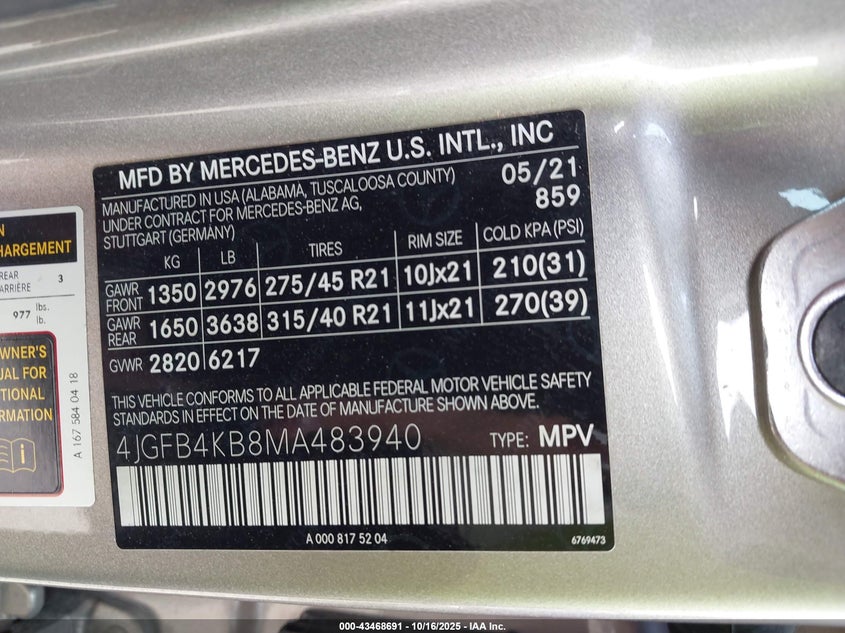 N
CHARGEMENT
REAR
ARRIÈRE
3
977 lbs.
lb.
WNER'S
UAL FOR
TIONAL
RMATION
A 167 584 04 18
MFD BY MERCEDES-BENZ U.S. INTL., INC
MANUFACTURED IN USA (ALABAMA, TUSCALOOSA COUNTY) 05/21
UNDER CONTRACT FOR MERCEDES-BENZ AG, 859
STUTTGART (GERMANY)
KG LB TIRES RIM SIZE COLD KPA (PSI)
GAWR FRONT 1350 2976 275/45 R21 10Jx21 210(31)
GAWR REAR 1650 3638 315/40 R21 11Jx21 270(39)
GVWR 2820 6217
THIS VEHICLE CONFORMS TO ALL APPLICABLE FEDERAL MOTOR VEHICLE SAFETY
STANDARDS IN EFFECT ON THE DATE OF MANUFACTURE SHOWN ABOVE.
4JGFB4KB8MA483940 TYPE: MPV
A 000 817 52 04 6769473
000-43468691 - 10/16/2025 - IAA Inc.